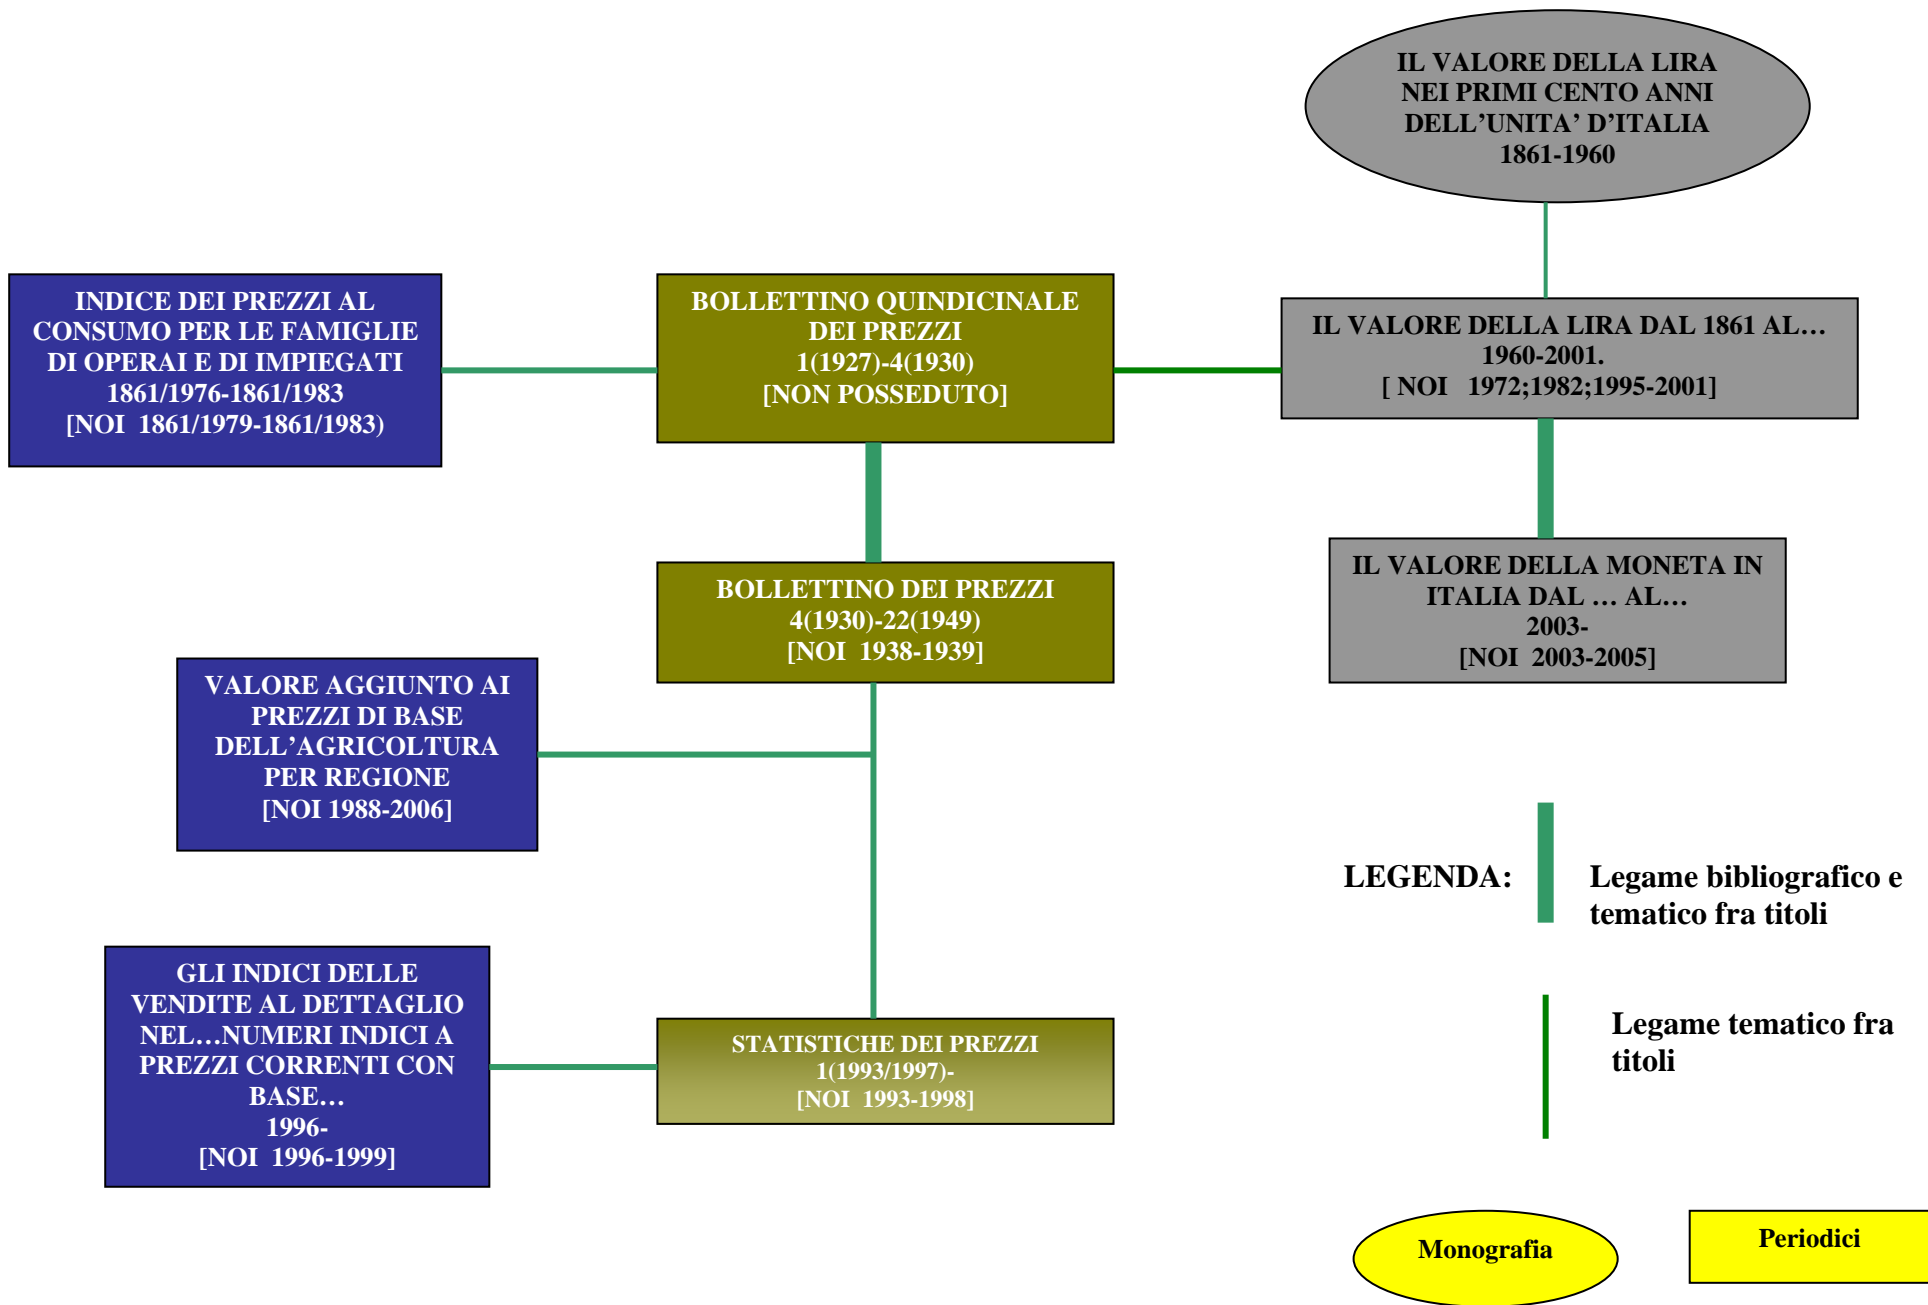 IL VALORE DELLA LIRA
NEI PRIMI CENTO ANNI
DELL’UNITA’ D’ITALIA
1861-1960
INDICE DEI PREZZI AL
CONSUMO PER LE FAMIGLIE
DI OPERAI E DI IMPIEGATI
1861/1976-1861/1983
[NOI  1861/1979-1861/1983)
BOLLETTINO QUINDICINALE
DEI PREZZI
1(1927)-4(1930)
[NON POSSEDUTO]
IL VALORE DELLA LIRA DAL 1861 AL…
1960-2001.
[ NOI   1972;1982;1995-2001]
BOLLETTINO DEI PREZZI
4(1930)-22(1949)
[NOI  1938-1939]
IL VALORE DELLA MONETA IN
ITALIA DAL … AL…
2003-
[NOI  2003-2005]
VALORE AGGIUNTO AI
PREZZI DI BASE
DELL’AGRICOLTURA
PER REGIONE
[NOI 1988-2006]
GLI INDICI DELLE
VENDITE AL DETTAGLIO
NEL…NUMERI INDICI A
PREZZI CORRENTI CON
BASE…
1996-
[NOI  1996-1999]
STATISTICHE DEI PREZZI
1(1993/1997)-
[NOI  1993-1998]
LEGENDA:
Legame bibliografico e
tematico fra titoli
Legame tematico fra
titoli
Monografia
Periodici